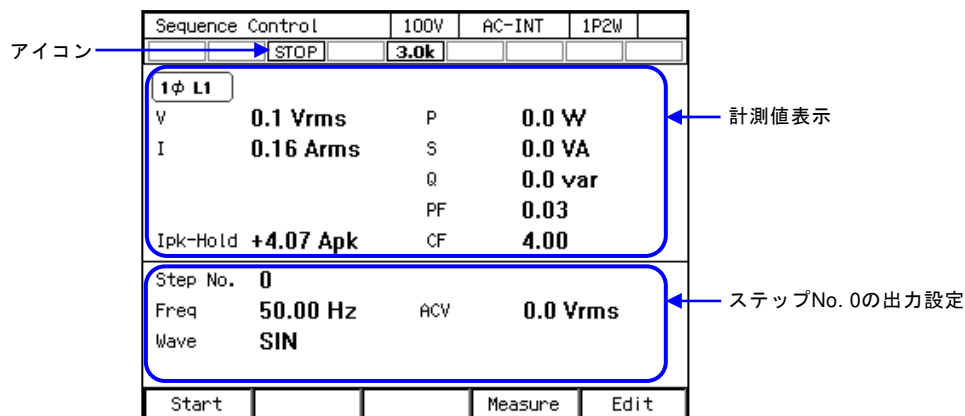 Sequence Control 100V AC-INT 1P2W
アイコン STOP 3.0k
1φ L1
V 0.1 Vrms P 0.0 W 計測値表示
I 0.16 Arms S 0.0 VA
Q 0.0 var
PF 0.03
Ipk-Hold +4.07 Apk CF 4.00
Step No. 0 ステップNo. 0の出力設定
Freq 50.00 Hz ACV 0.0 Vrms
Wave SIN
Start Measure Edit